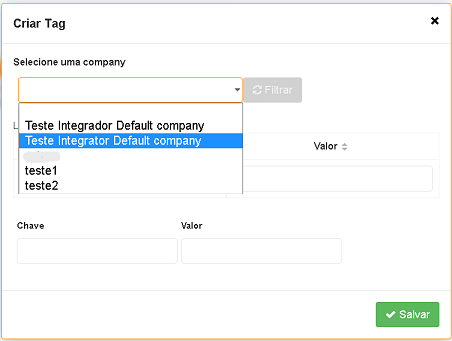 Criar Tag
Selecione uma company
Filtrar
Teste Integrador Default company
Teste Integrator Default company
teste1
teste2
Valor
Chave
Valor
Salvar